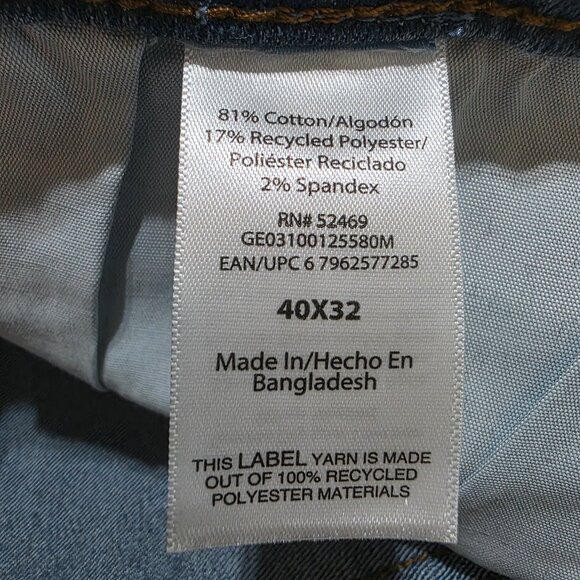 81% Cotton/Algodón
17% Recycled Polyester/
Poliéster Reciclado
2% Spandex
RN# 52469
GE03100125580M
EAN/UPC 6 7962577285
40X32
Made In/Hecho En
Bangladesh
THIS LABEL YARN IS MADE
OUT OF 100% RECYCLED
POLYESTER MATERIALS